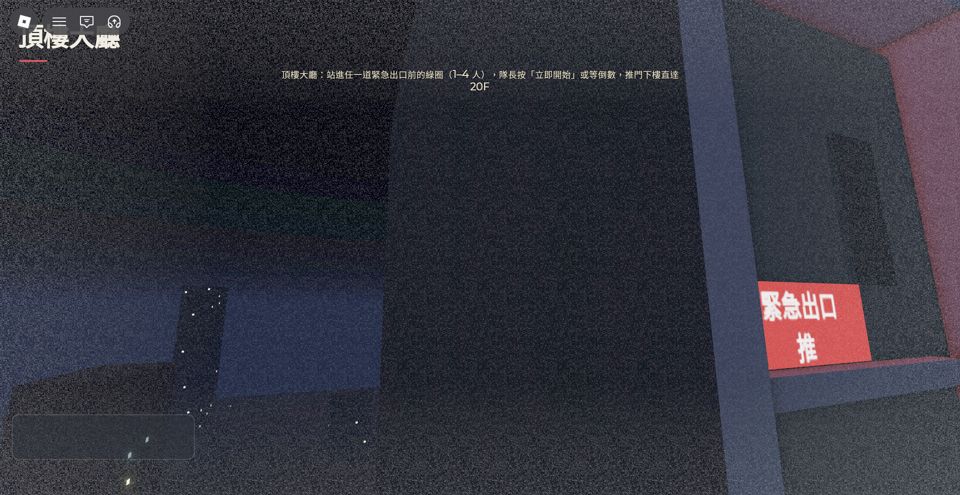 頂樓大廳
頂樓大廳：站進任一道緊急出口前的綠圈（1–4 人），隊長按「立即開始」或等倒數，推門下樓直達
20F
緊急出口
推